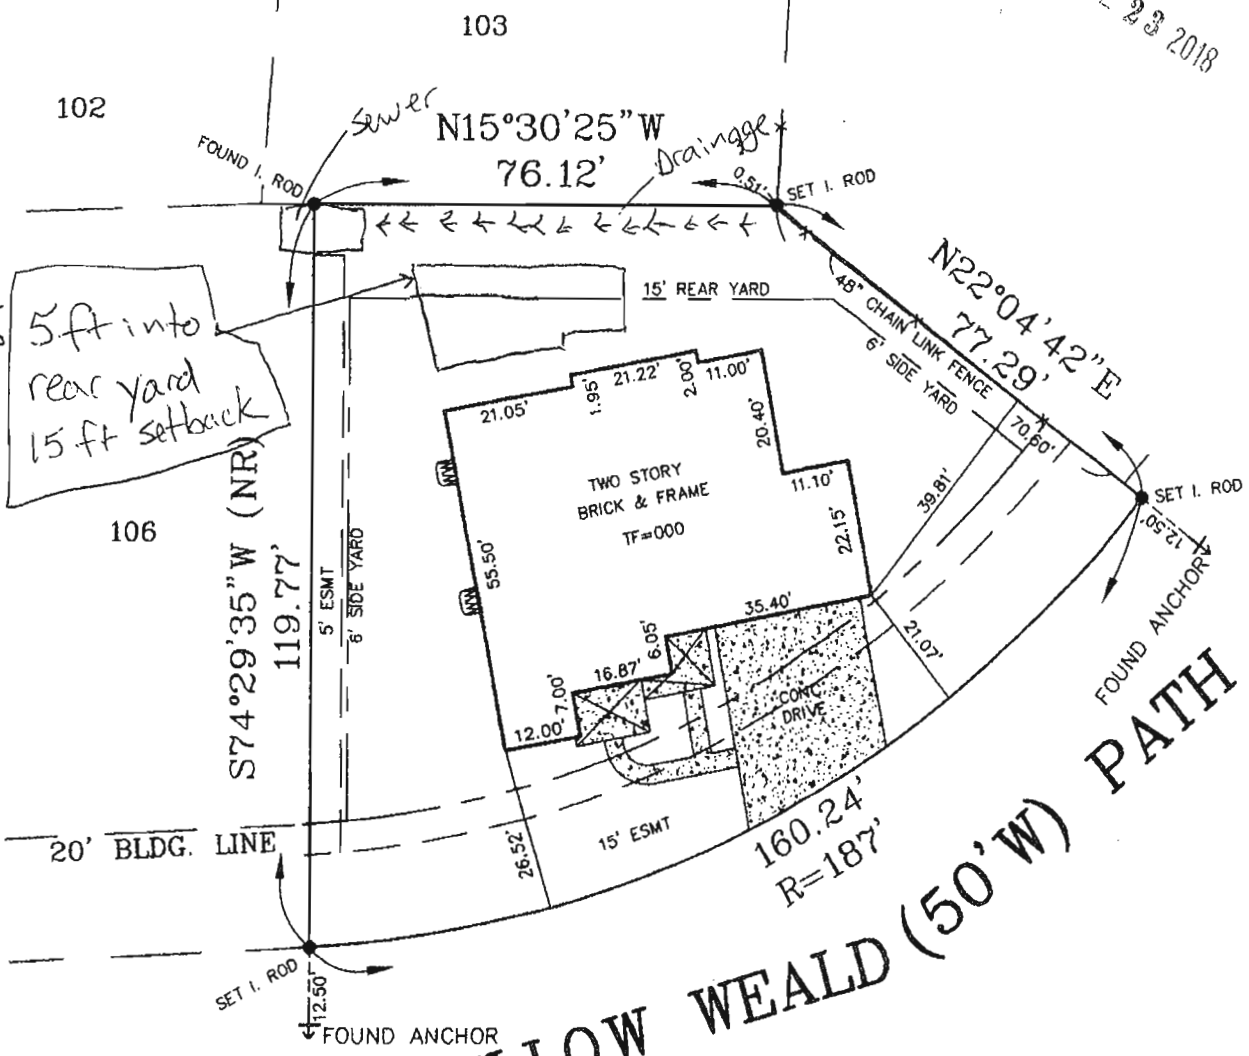 103
23 2018
102
sewer
N15°30'25"W
76.12'
Draingge
FOUND I. ROD
0.51'
SET I. ROD
N22°04'42"E
77.29'
15' REAR YARD
48" CHAIN LINK FENCE
6' SIDE YARD
5ft into
rear yard
15ft setback
21.05'
1.95'
21.22'
2.00'
11.00'
20.40'
11.10'
22.15'
70.60'
39.81'
SET I. ROD
12.50'
FOUND ANCHOR
TWO STORY
BRICK & FRAME
TF=000
WW
55.50'
WW
106
S74°29'35"W (NR)
119.77'
5' ESMT
6' SIDE YARD
35.40'
6.05'
16.87'
7.00'
12.00'
21.07'
CONC
DRIVE
20' BLDG. LINE
26.52'
15' ESMT
160.24'
R=187'
SET I. ROD
12.50'
FOUND ANCHOR
LLOW WEALD (50'W) PATH